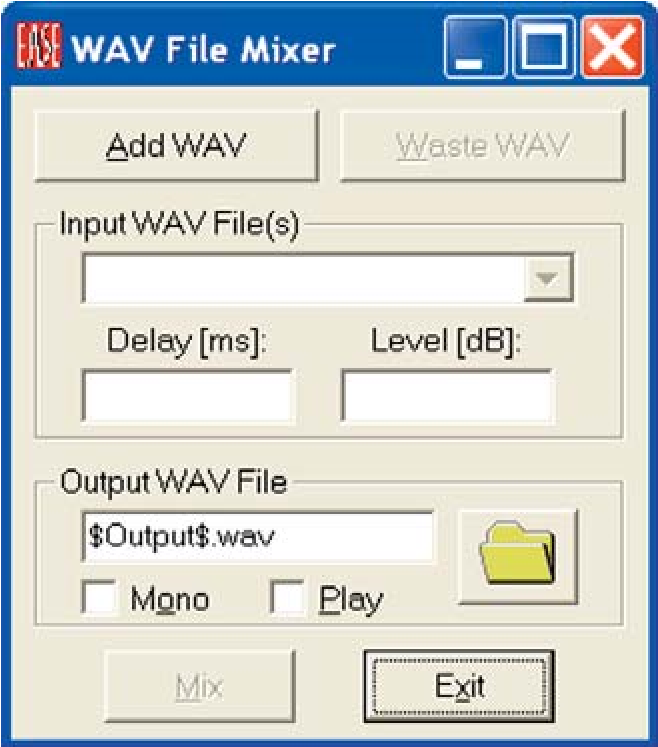 EASE WAV File Mixer
Add WAV Waste WAV
Input WAV File(s)
Delay [ms]: Level [dB]:
Output WAV File
$Output$.wav
Mono Play
Mix Exit